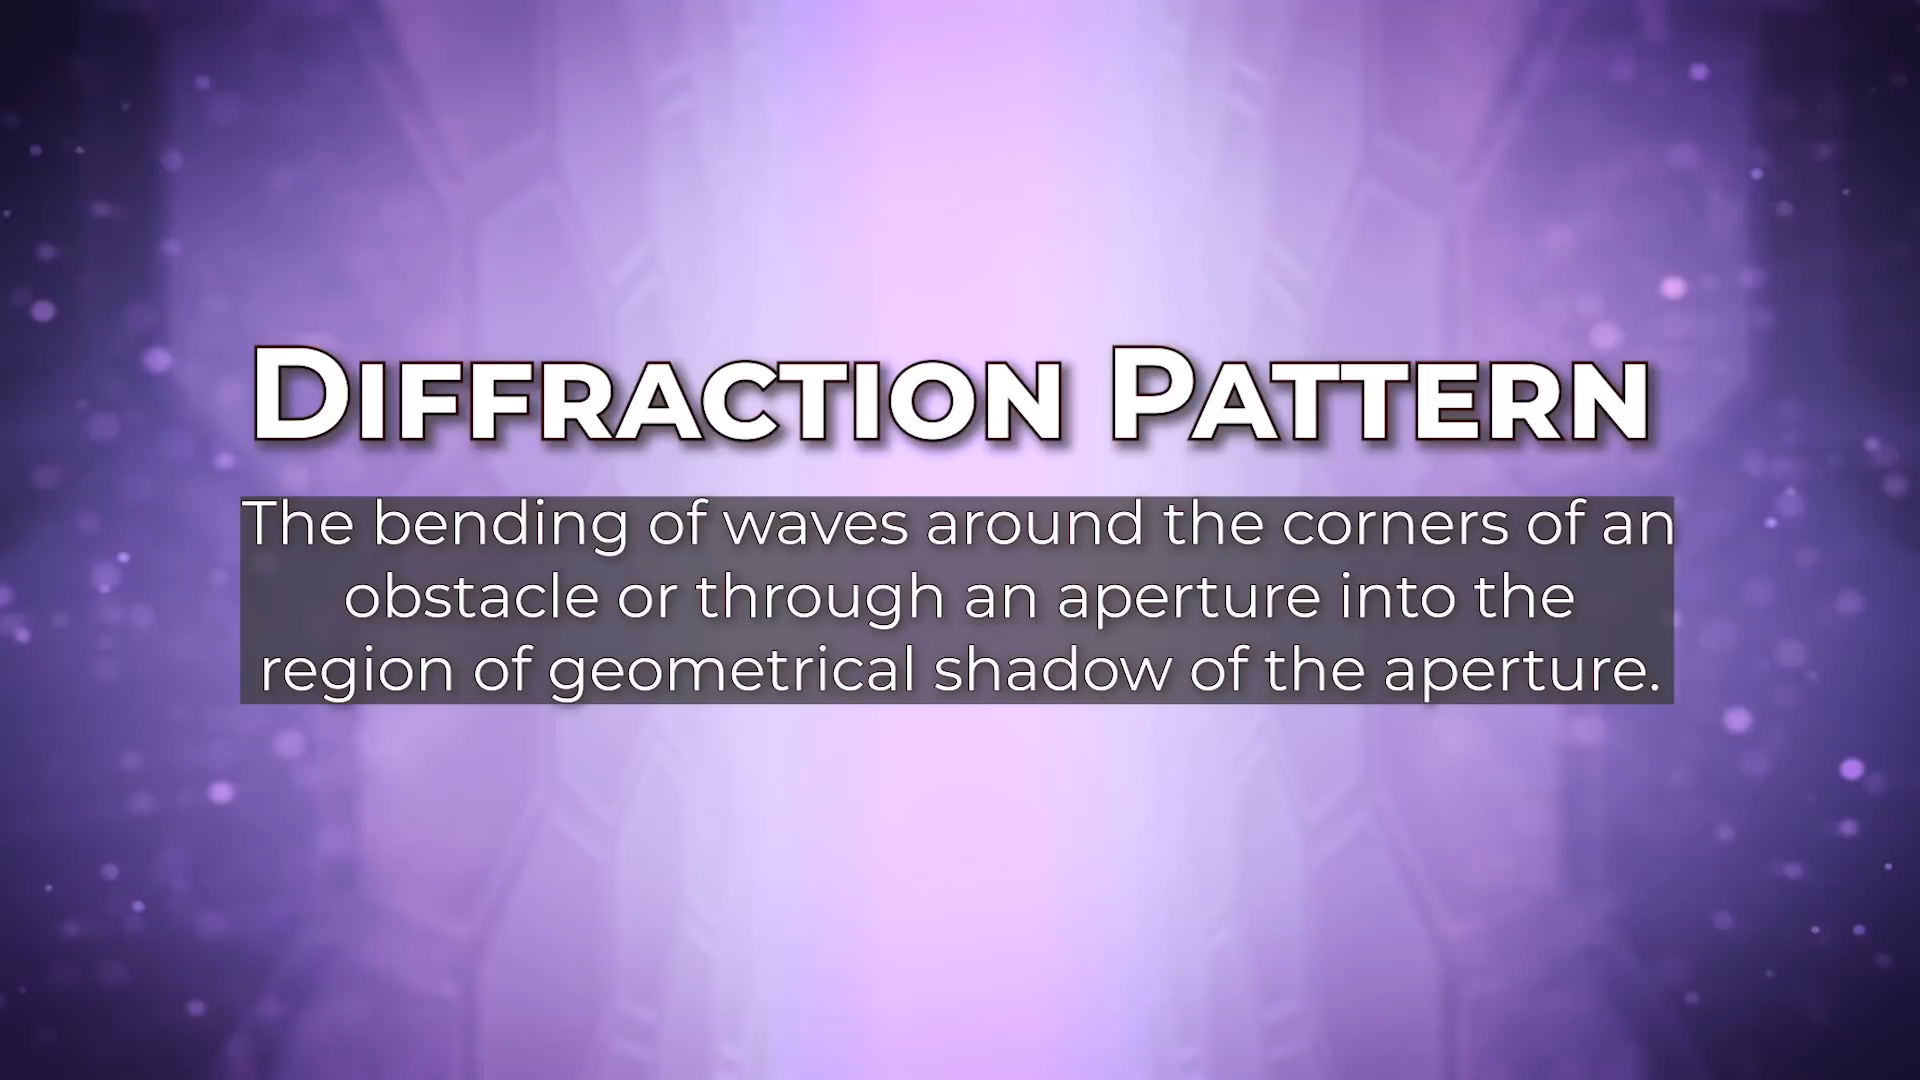 Diffraction Pattern
The bending of waves around the corners of an
obstacle or through an aperture into the
region of geometrical shadow of the aperture.